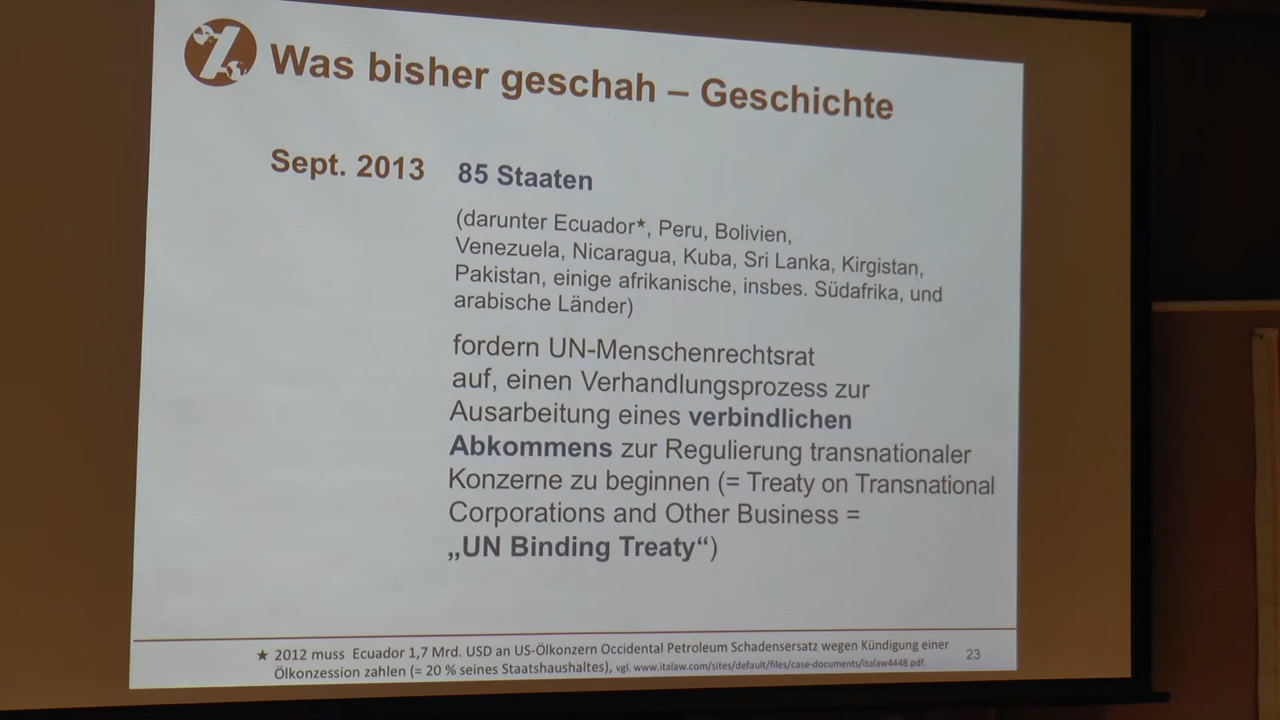 Was bisher geschah – Geschichte
Sept. 2013 85 Staaten
(darunter Ecuador★, Peru, Bolivien,
Venezuela, Nicaragua, Kuba, Sri Lanka, Kirgistan,
Pakistan, einige afrikanische, insbes. Südafrika, und
arabische Länder)
fordern UN-Menschenrechtsrat
auf, einen Verhandlungsprozess zur
Ausarbeitung eines verbindlichen
Abkommens zur Regulierung transnationaler
Konzerne zu beginnen (= Treaty on Transnational
Corporations and Other Business =
„UN Binding Treaty“)
★ 2012 muss Ecuador 1,7 Mrd. USD an US-Ölkonzern Occidental Petroleum Schadensersatz wegen Kündigung einer
Ölkonzession zahlen (= 20 % seines Staatshaushaltes), vgl. www.italaw.com/sites/default/files/case-documents/italaw4448.pdf.
23